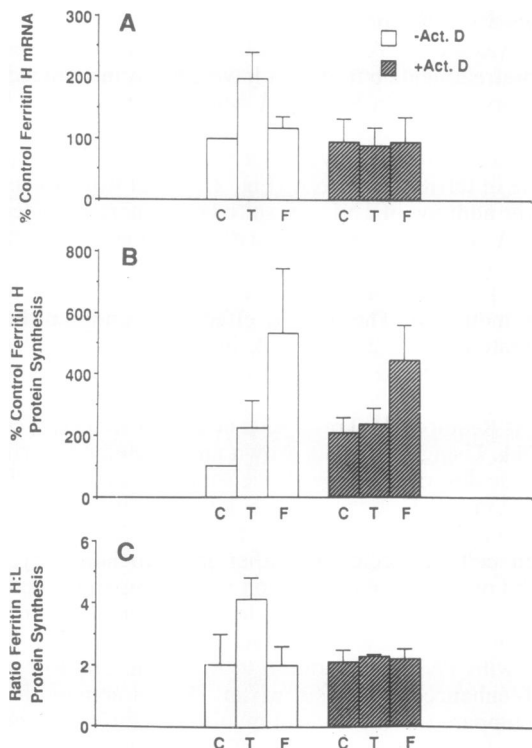 A
-Act. D
+Act. D
% Control Ferritin H mRNA
300
200
100
0
C T F C T F
B
% Control Ferritin H
Protein Synthesis
800
600
400
200
0
C T F C T F
C
Ratio Ferritin H:L
Protein Synthesis
6
4
2
0
C T F C T F